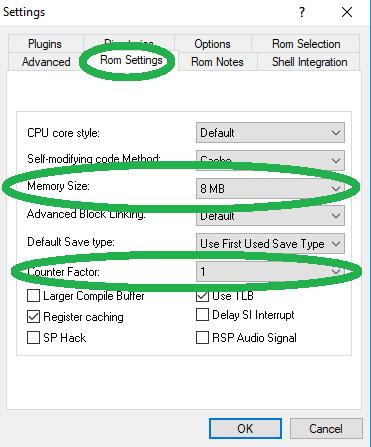 Settings
?
Plugins Directories Options Rom Selection
Advanced Rom Settings Rom Notes Shell Integration
CPU core style: Default
Self-modifying code Method: Cache
Memory Size: 8 MB
Advanced Block Linking: Default
Default Save type: Use First Used Save Type
Counter Factor: 1
Larger Compile Buffer Use TLB
Register caching Delay SI Interrupt
SP Hack RSP Audio Signal
OK Cancel